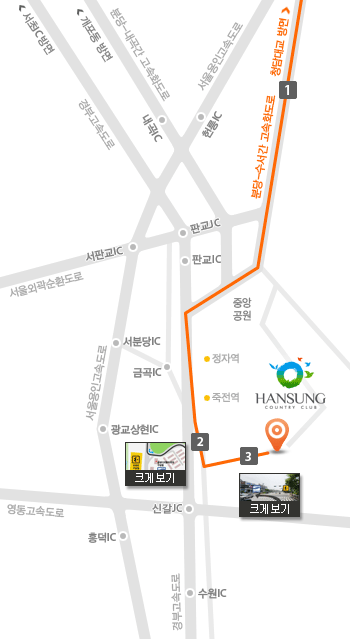 서초IC방면
개포동 방면
분당~내곡간 고속화도로
서울용인고속도로
청담대교 방면
1
경부고속도로
내곡IC
헌릉IC
분당~수서간 고속화도로
판교JC
서판교IC
판교IC
서울외곽순환도로
중앙
공원
서분당IC
정자역
금곡IC
서울용인고속도로
죽전역
HANSUNG
COUNTRY CLUB
광교상현IC
2
3
크게보기
크게보기
영동고속도로
신갈JC
흥덕IC
수원IC
경부고속도로